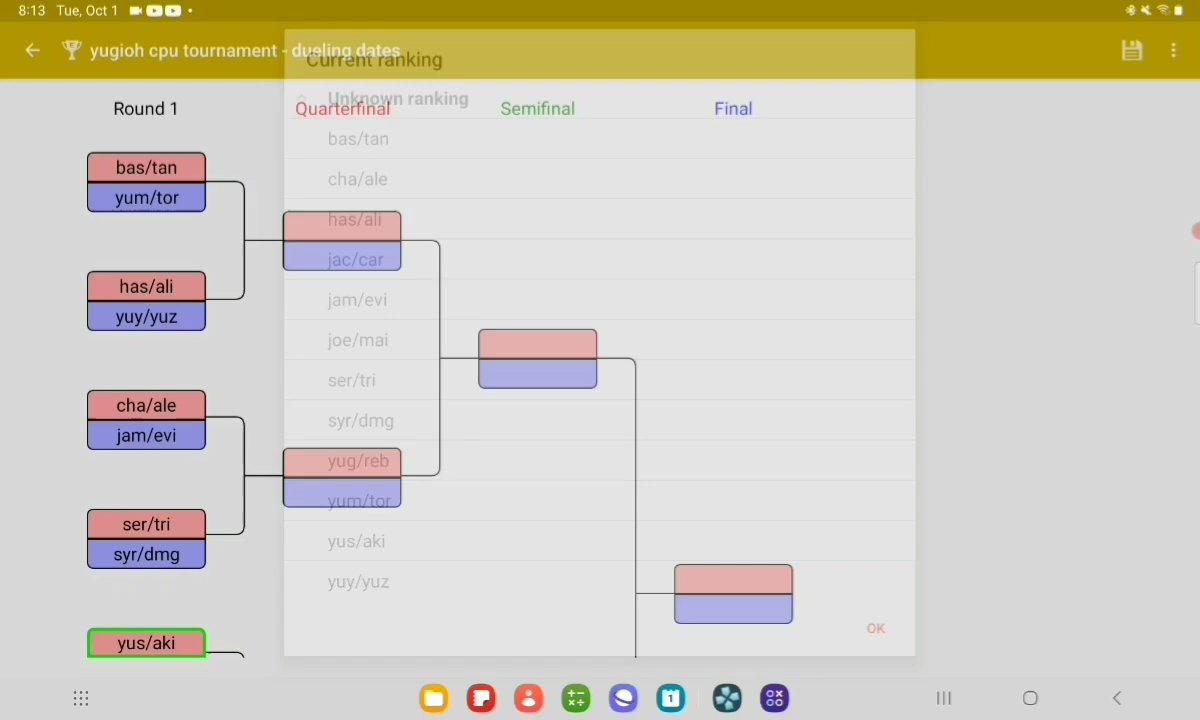 8:13 Tue, Oct 1
yugioh cpu tournament - dueling dates
Current ranking
Unknown ranking
Round 1
Quarterfinal
Semifinal
Final
bas/tan
yum/tor
has/ali
yuy/yuz
cha/ale
jam/evi
ser/tri
syr/dmg
yus/aki
bas/tan
cha/ale
has/ali
jac/car
jam/evi
joe/mai
ser/tri
syr/dmg
yug/reb
yum/tor
yus/aki
yuy/yuz
OK
1